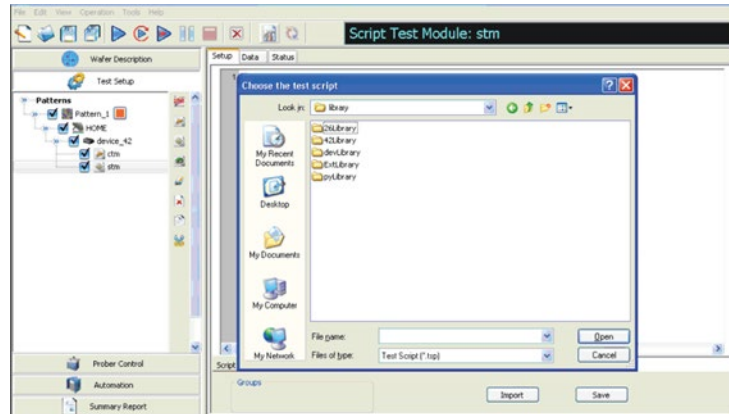 File Edit View Operation Tools Help
Script Test Module: stm
Wafer Description
Test Setup
Patterns
Pattern_1
HOME
device_42
ctm
stm
Prober Control
Automation
Summary Report
Setup Data Status
1
Choose the test script
Look in: library
My Recent Documents
Desktop
My Documents
My Computer
My Network
26Library
42Library
devLibrary
ExtLibrary
pyLibrary
File name:
Open
Files of type: Test Script (*.tsp)
Cancel
Script
Groups
Import
Save